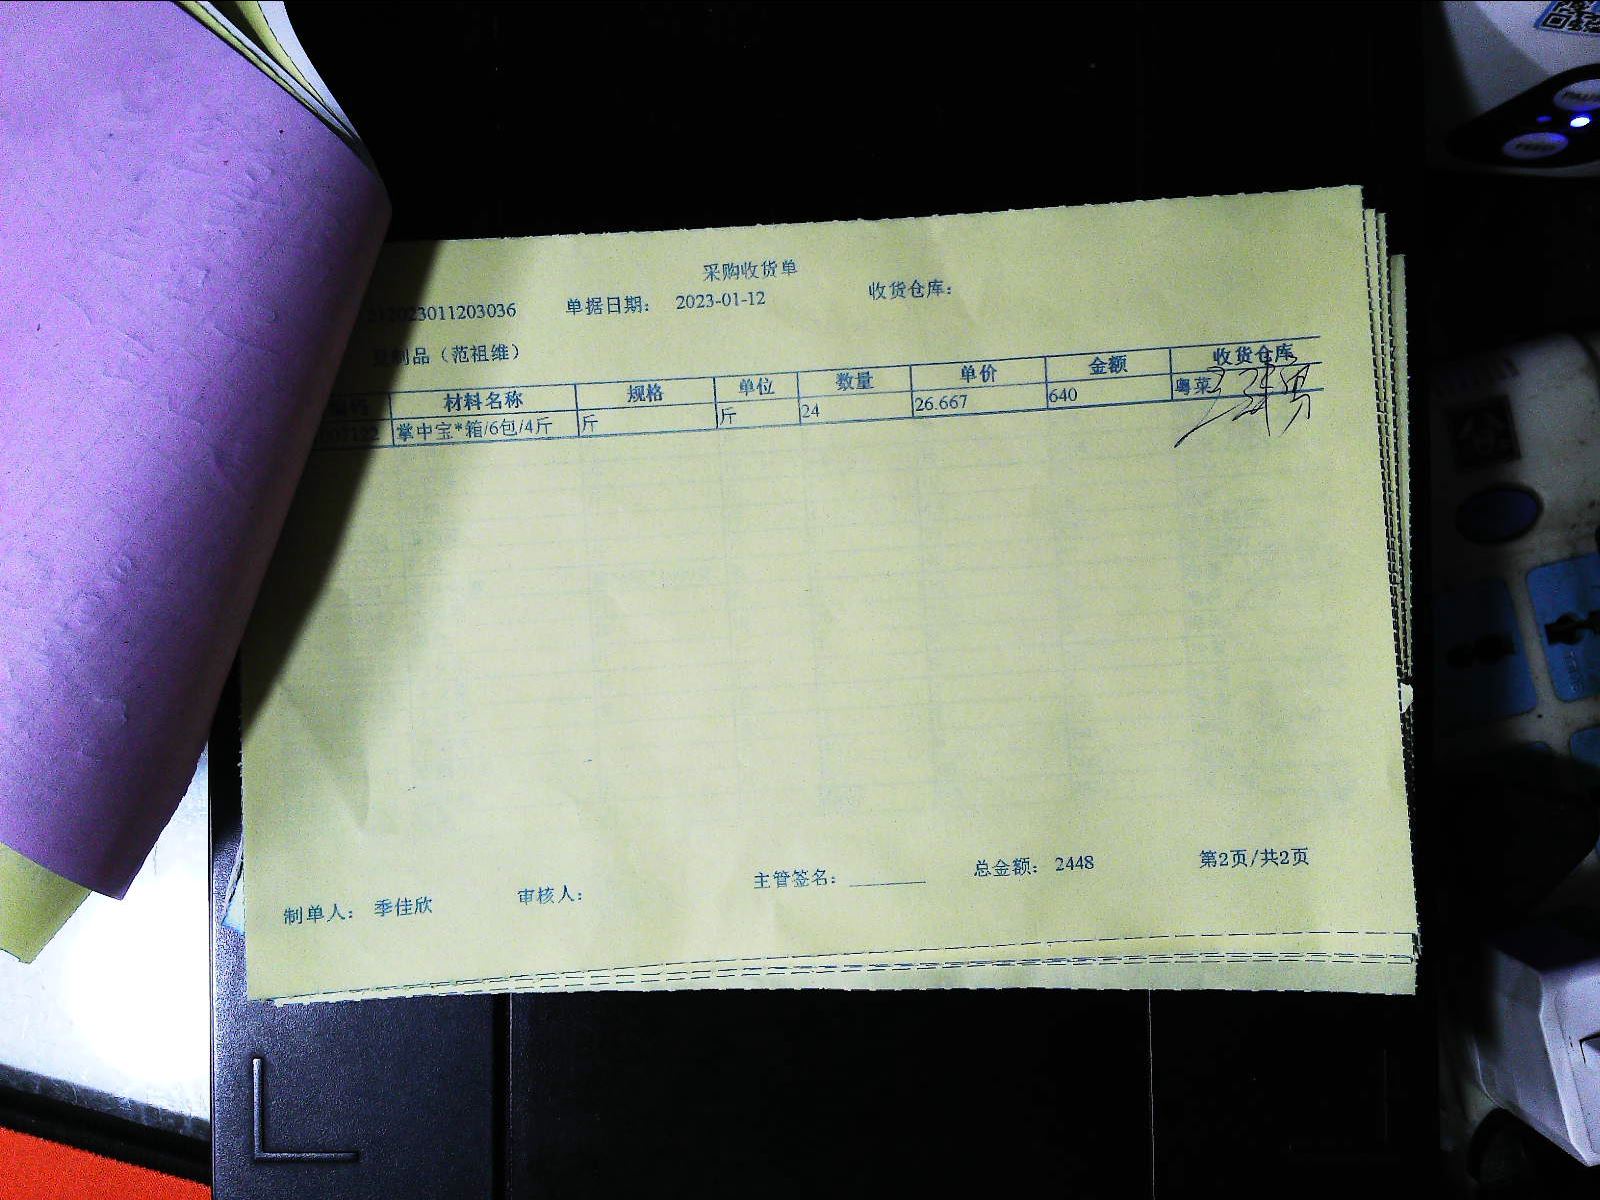 采购收货单
2023011203036 单据日期： 2023-01-12 收货仓库：
制品（范祖维）
材料名称 规格 单位 数量 单价 金额 收货仓库
007122 掌中宝*箱/6包/4斤 斤 斤 24 26.667 640 粤菜
主管签名： 总金额： 2448 第2页/共2页
制单人： 季佳欣 审核人：